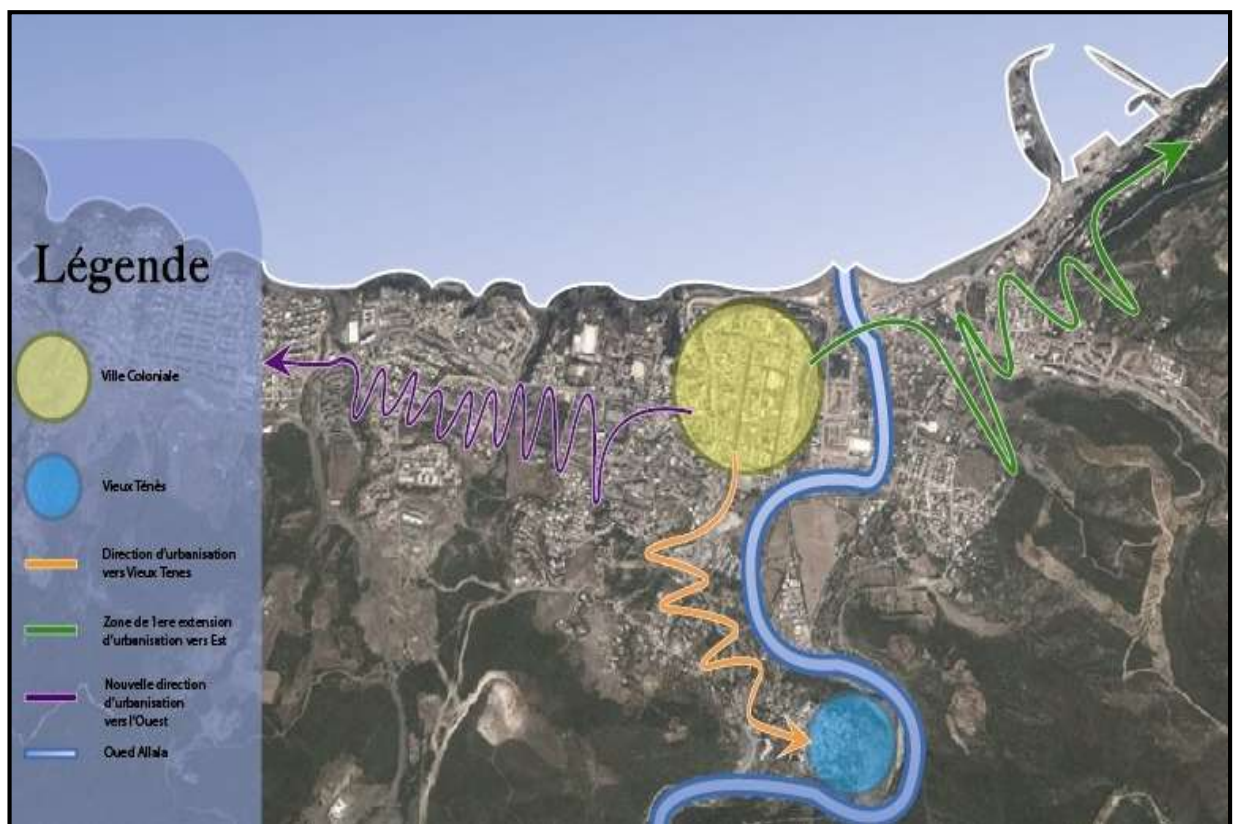 Légende
Ville Coloniale
Vieux Ténès
Direction d'urbanisation
vers Vieux Tenes
Zone de 1ere extension
d'urbanisation vers Est
Nouvelle direction
d'urbanisation
vers l'Ouest
Oued Allala